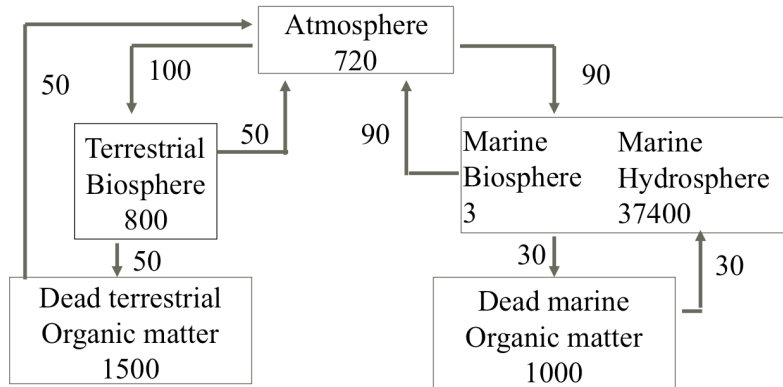 Atmosphere
720
50
100
90
50
90
Terrestrial
Biosphere
800
Marine
Biosphere
3
Marine
Hydrosphere
37400
50
30
30
Dead terrestrial
Organic matter
1500
Dead marine
Organic matter
1000